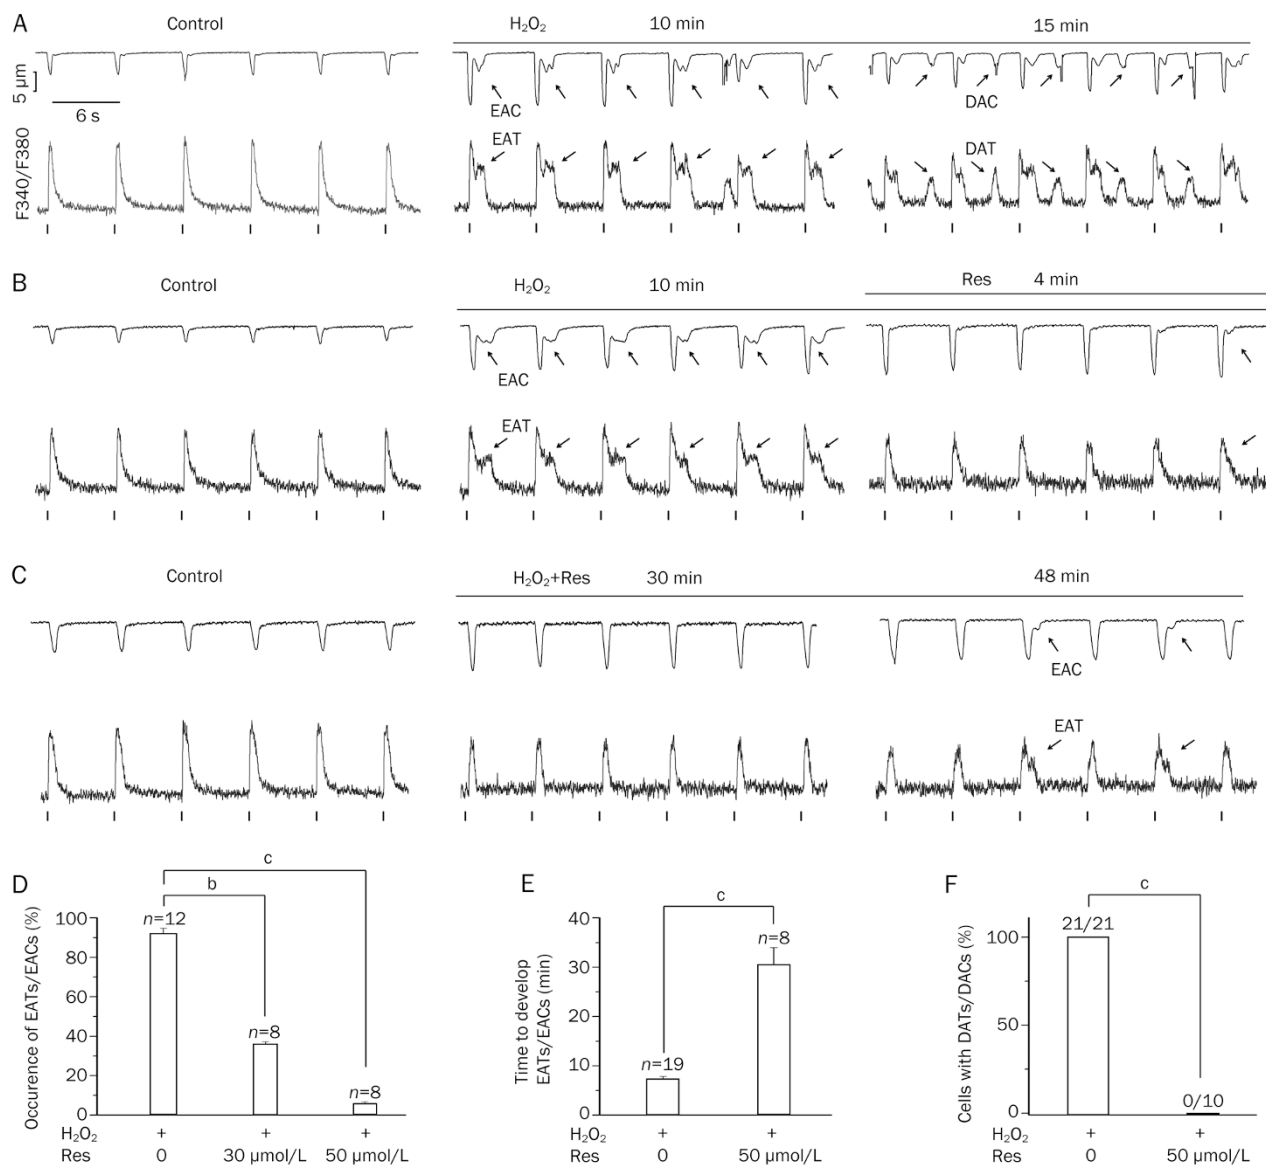 A
Control
H₂O₂ 10 min 15 min
5 µm
6 s
EAC
DAC
EAT
DAT
F340/F380
B
Control
H₂O₂ 10 min
Res 4 min
EAC
EAT
C
Control
H₂O₂+Res 30 min 48 min
EAC
EAT
D
c
b
Occurence of EATs/EACs (%)
100
80
60
40
20
0
n=12
n=8
n=8
H₂O₂ + + +
Res 0 30 µmol/L 50 µmol/L
E
c
Time to develop
EATs/EACs (min)
40
30
20
10
0
n=19
n=8
H₂O₂ + +
Res 0 50 µmol/L
F
c
Cells with DATs/DACs (%)
100
50
0
21/21
0/10
H₂O₂ + +
Res 0 50 µmol/L